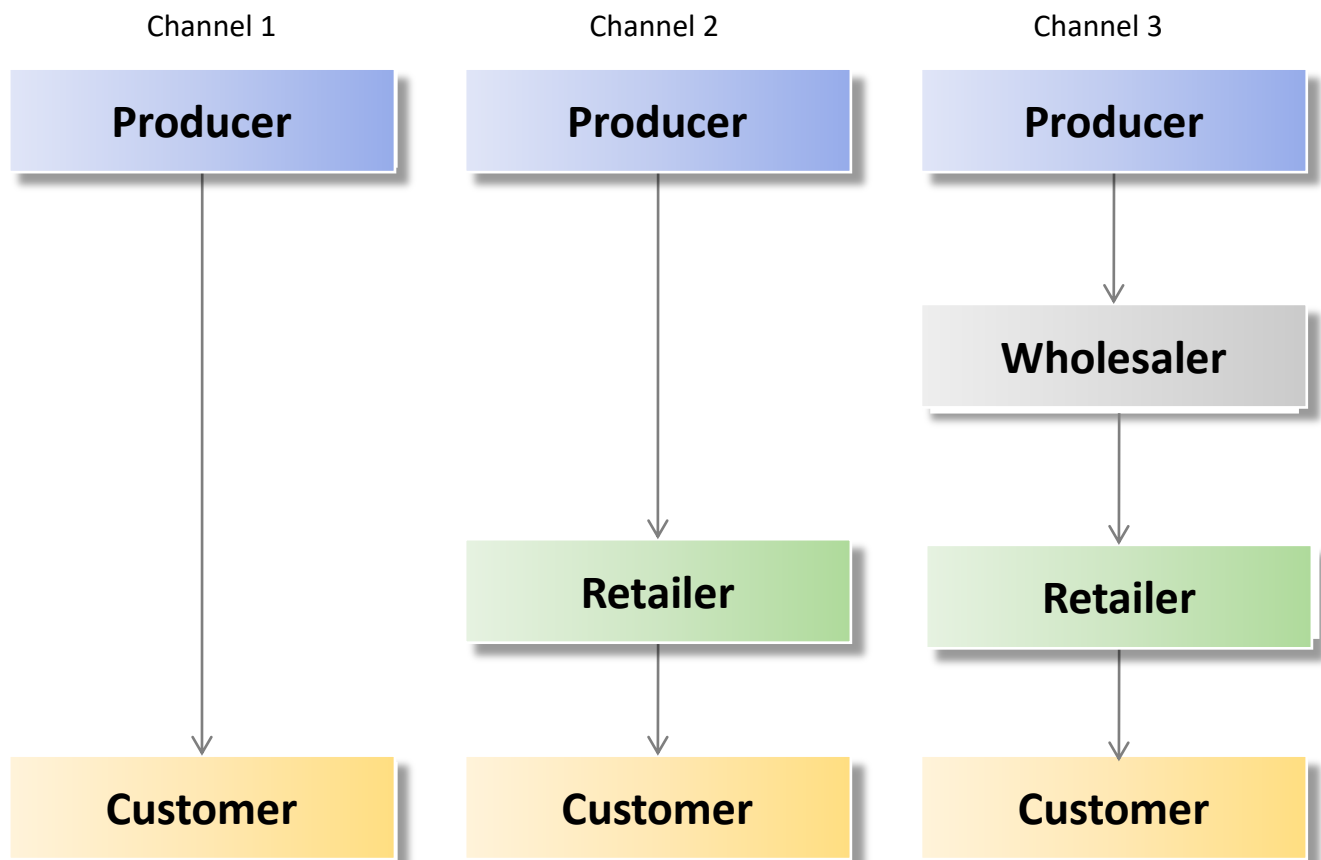 Channel 1
Channel 2
Channel 3
Producer
Producer
Producer
Wholesaler
Retailer
Retailer
Customer
Customer
Customer